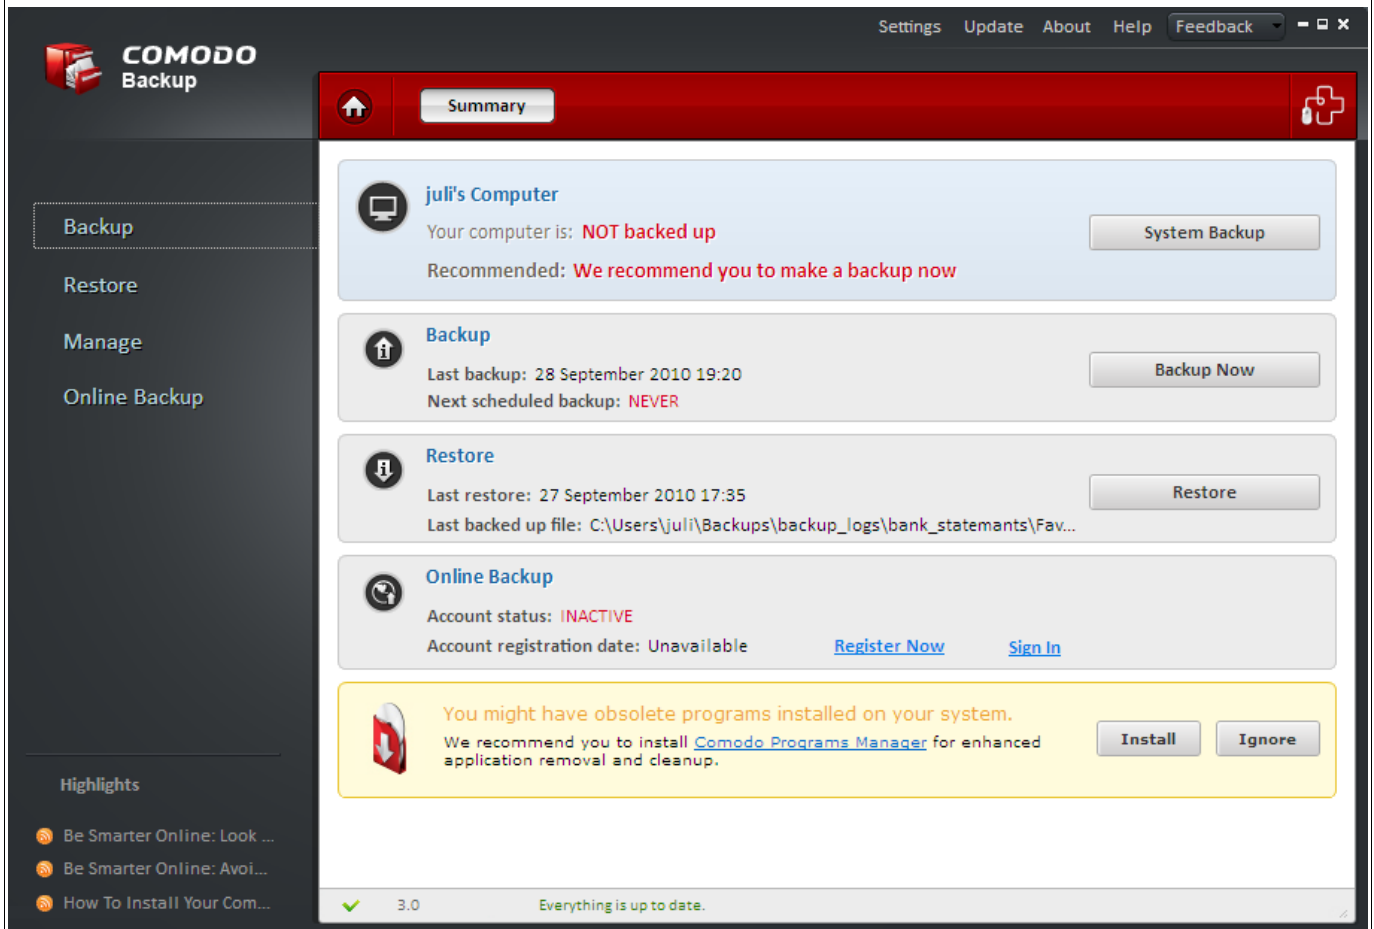 Settings Update About Help Feedback
COMODO
Backup
Summary
Backup
Restore
Manage
Online Backup
juli's Computer
Your computer is: NOT backed up
System Backup
Recommended: We recommend you to make a backup now
Backup
Last backup: 28 September 2010 19:20
Backup Now
Next scheduled backup: NEVER
Restore
Last restore: 27 September 2010 17:35
Restore
Last backed up file: C:\Users\juli\Backups\backup_logs\bank_statemants\Fav...
Online Backup
Account status: INACTIVE
Account registration date: Unavailable Register Now Sign In
You might have obsolete programs installed on your system.
We recommend you to install Comodo Programs Manager for enhanced
application removal and cleanup.
Install Ignore
Highlights
Be Smarter Online: Look ...
Be Smarter Online: Avoi...
How To Install Your Com...
3.0 Everything is up to date.